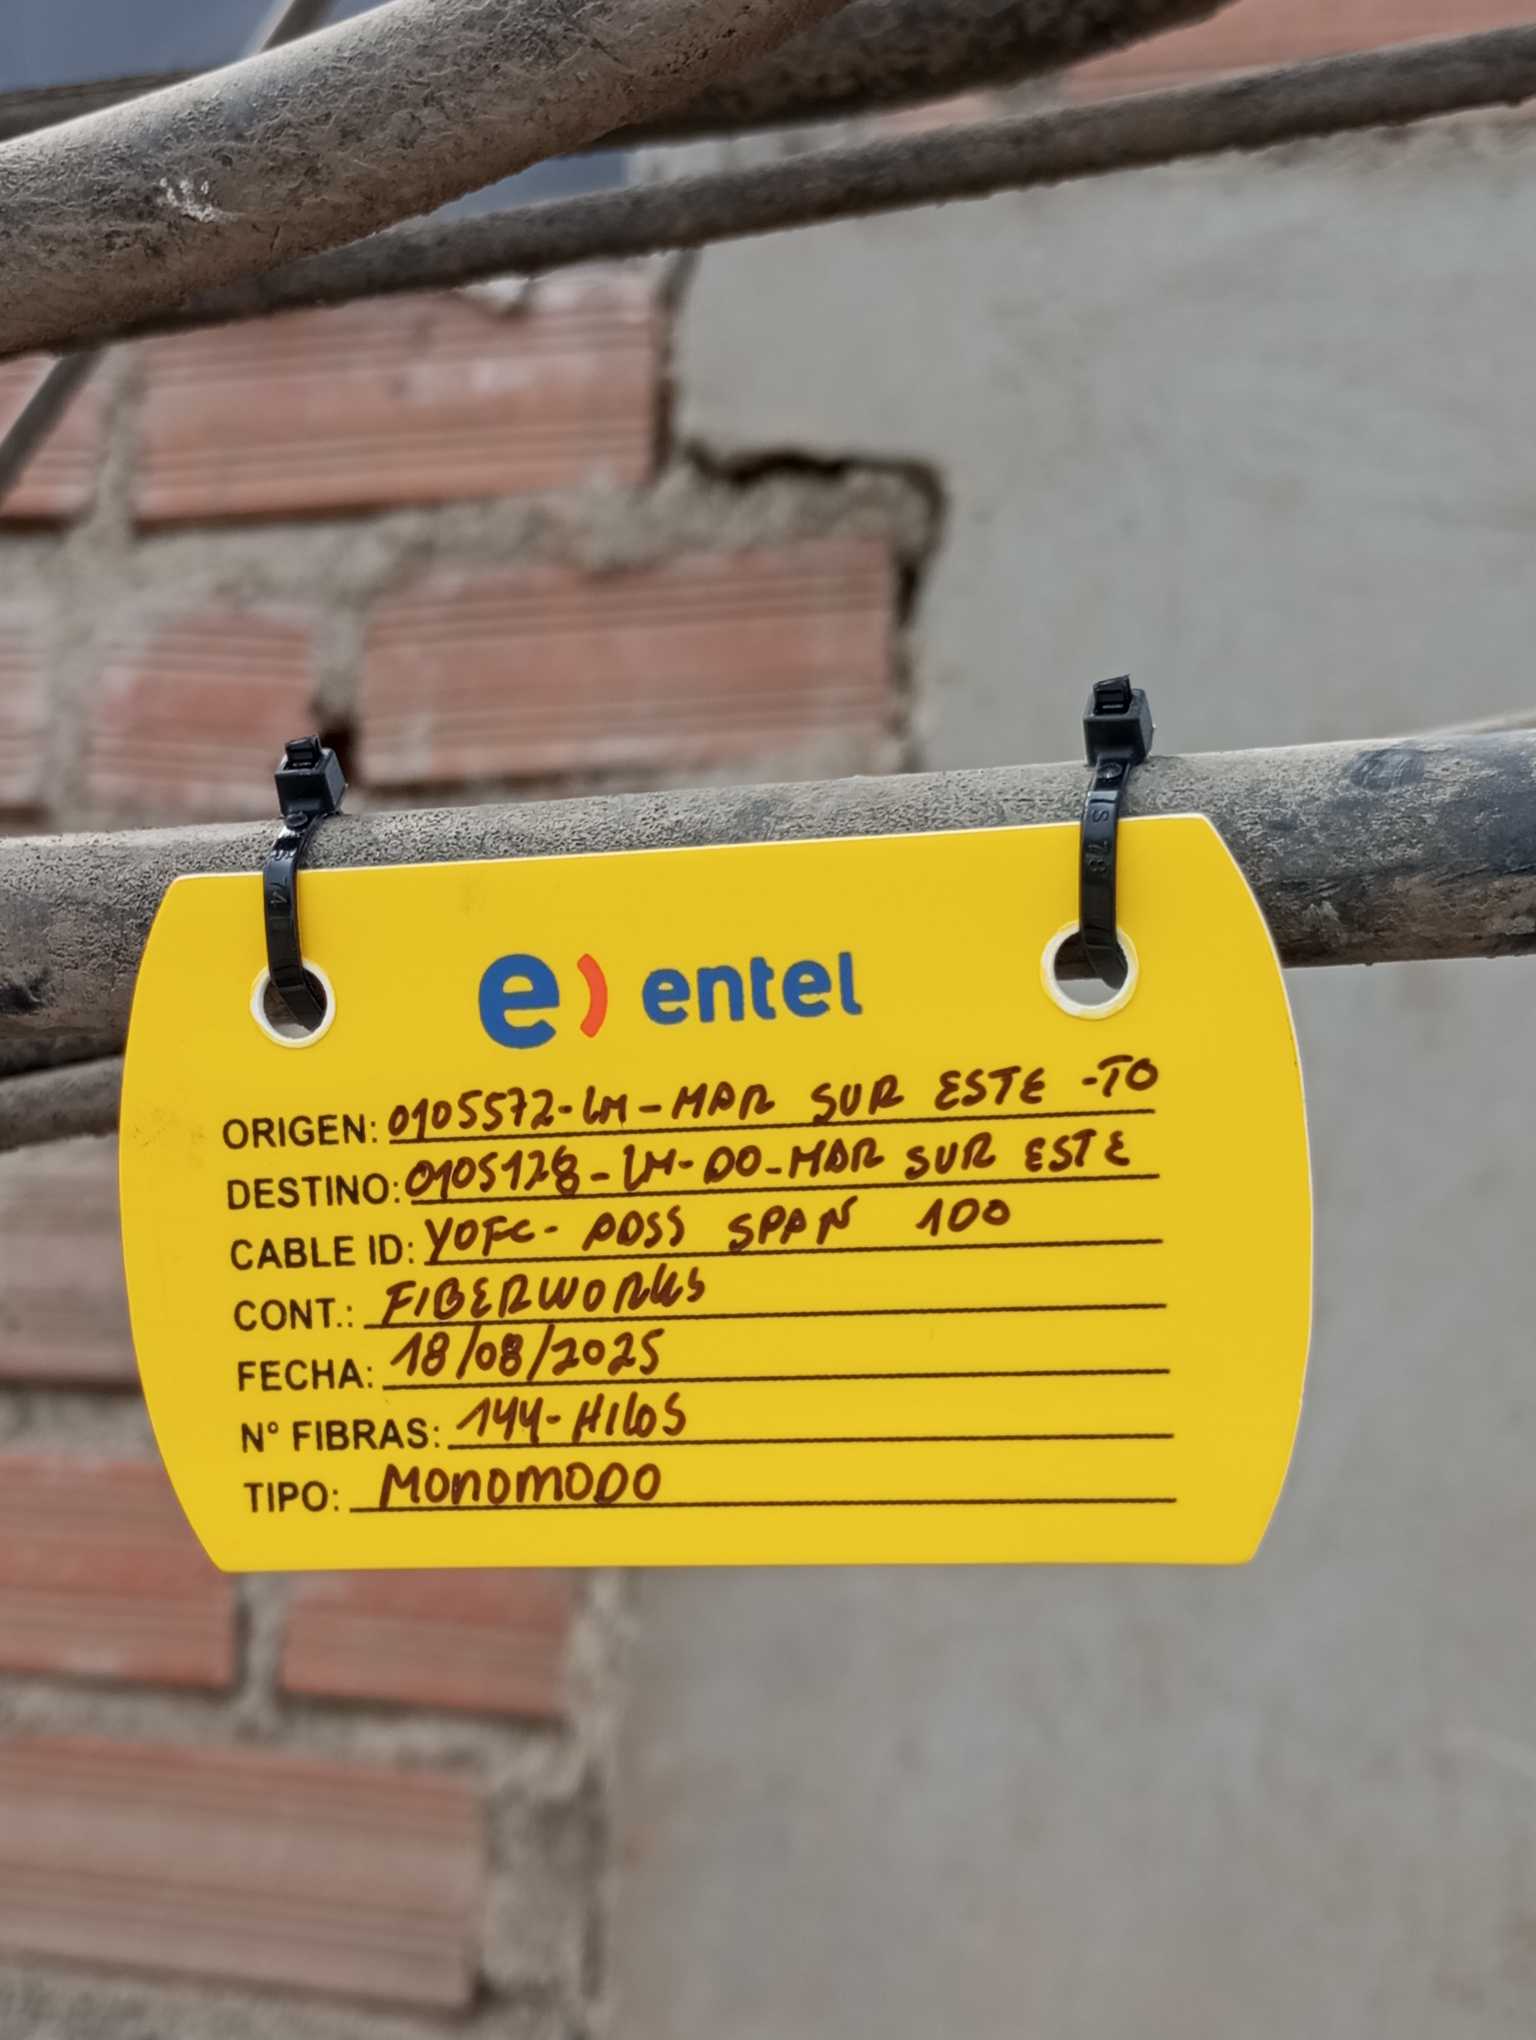 e) entel
ORIGEN: 0105572-LM-MAR SUR ESTE -TO
DESTINO: 0105128-LM-DO-MAR SUR ESTE
CABLE ID: YOFC- ADSS SPAN 100
CONT.: FIBERWORKS
FECHA: 18/08/2025
N° FIBRAS: 144-HILOS
TIPO: MONOMODO